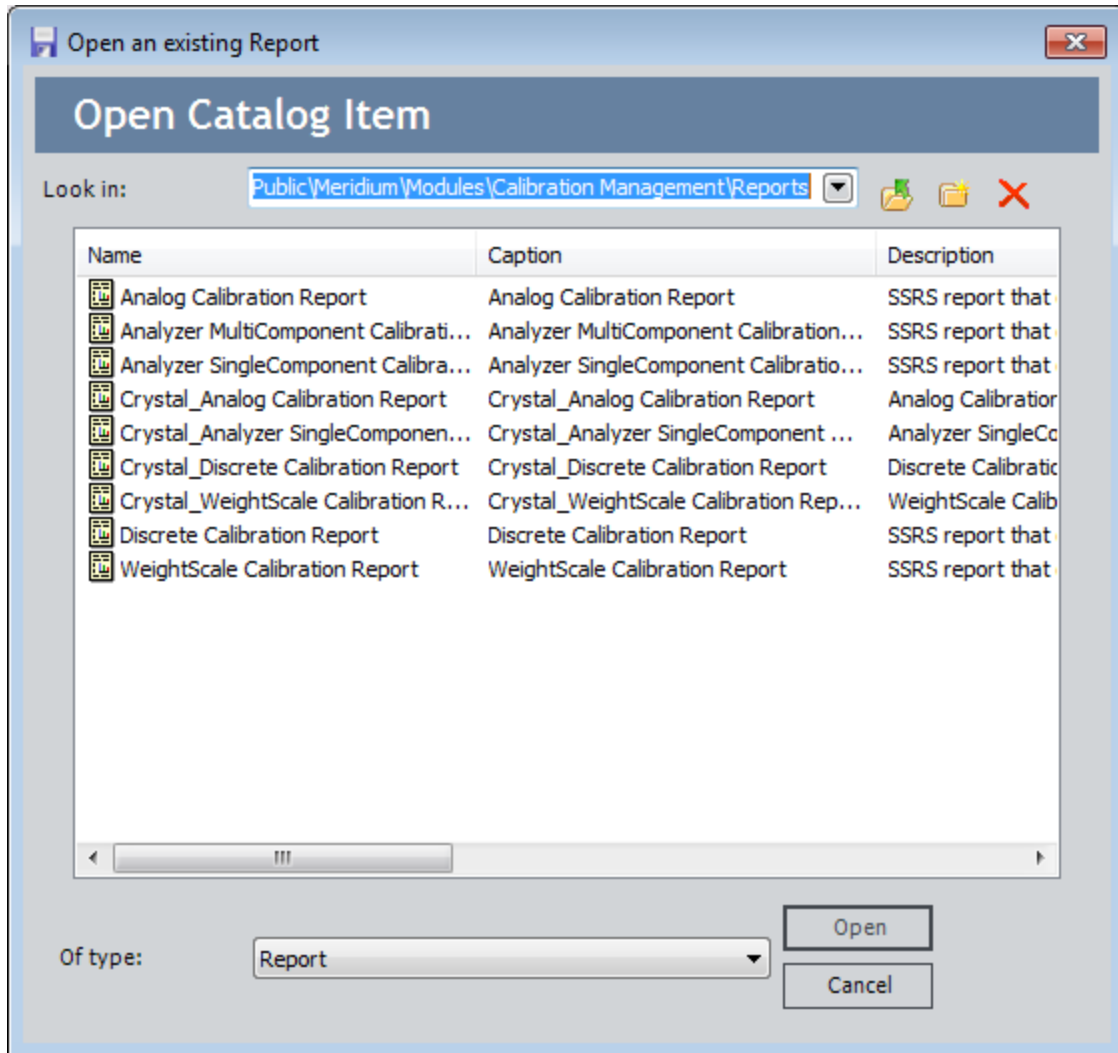 Open an existing Report
Open Catalog Item
Look in: Public\Meridium\Modules\Calibration Management\Reports
Name Caption Description
Analog Calibration Report Analog Calibration Report SSRS report that
Analyzer MultiComponent Calibrati... Analyzer MultiComponent Calibration... SSRS report that
Analyzer SingleComponent Calibra... Analyzer SingleComponent Calibratio... SSRS report that
Crystal_Analog Calibration Report Crystal_Analog Calibration Report Analog Calibration
Crystal_Analyzer SingleComponen... Crystal_Analyzer SingleComponent ... Analyzer SingleCo
Crystal_Discrete Calibration Report Crystal_Discrete Calibration Report Discrete Calibratic
Crystal_WeightScale Calibration R... Crystal_WeightScale Calibration Rep... WeightScale Calib
Discrete Calibration Report Discrete Calibration Report SSRS report that
WeightScale Calibration Report WeightScale Calibration Report SSRS report that
Open
Of type: Report
Cancel